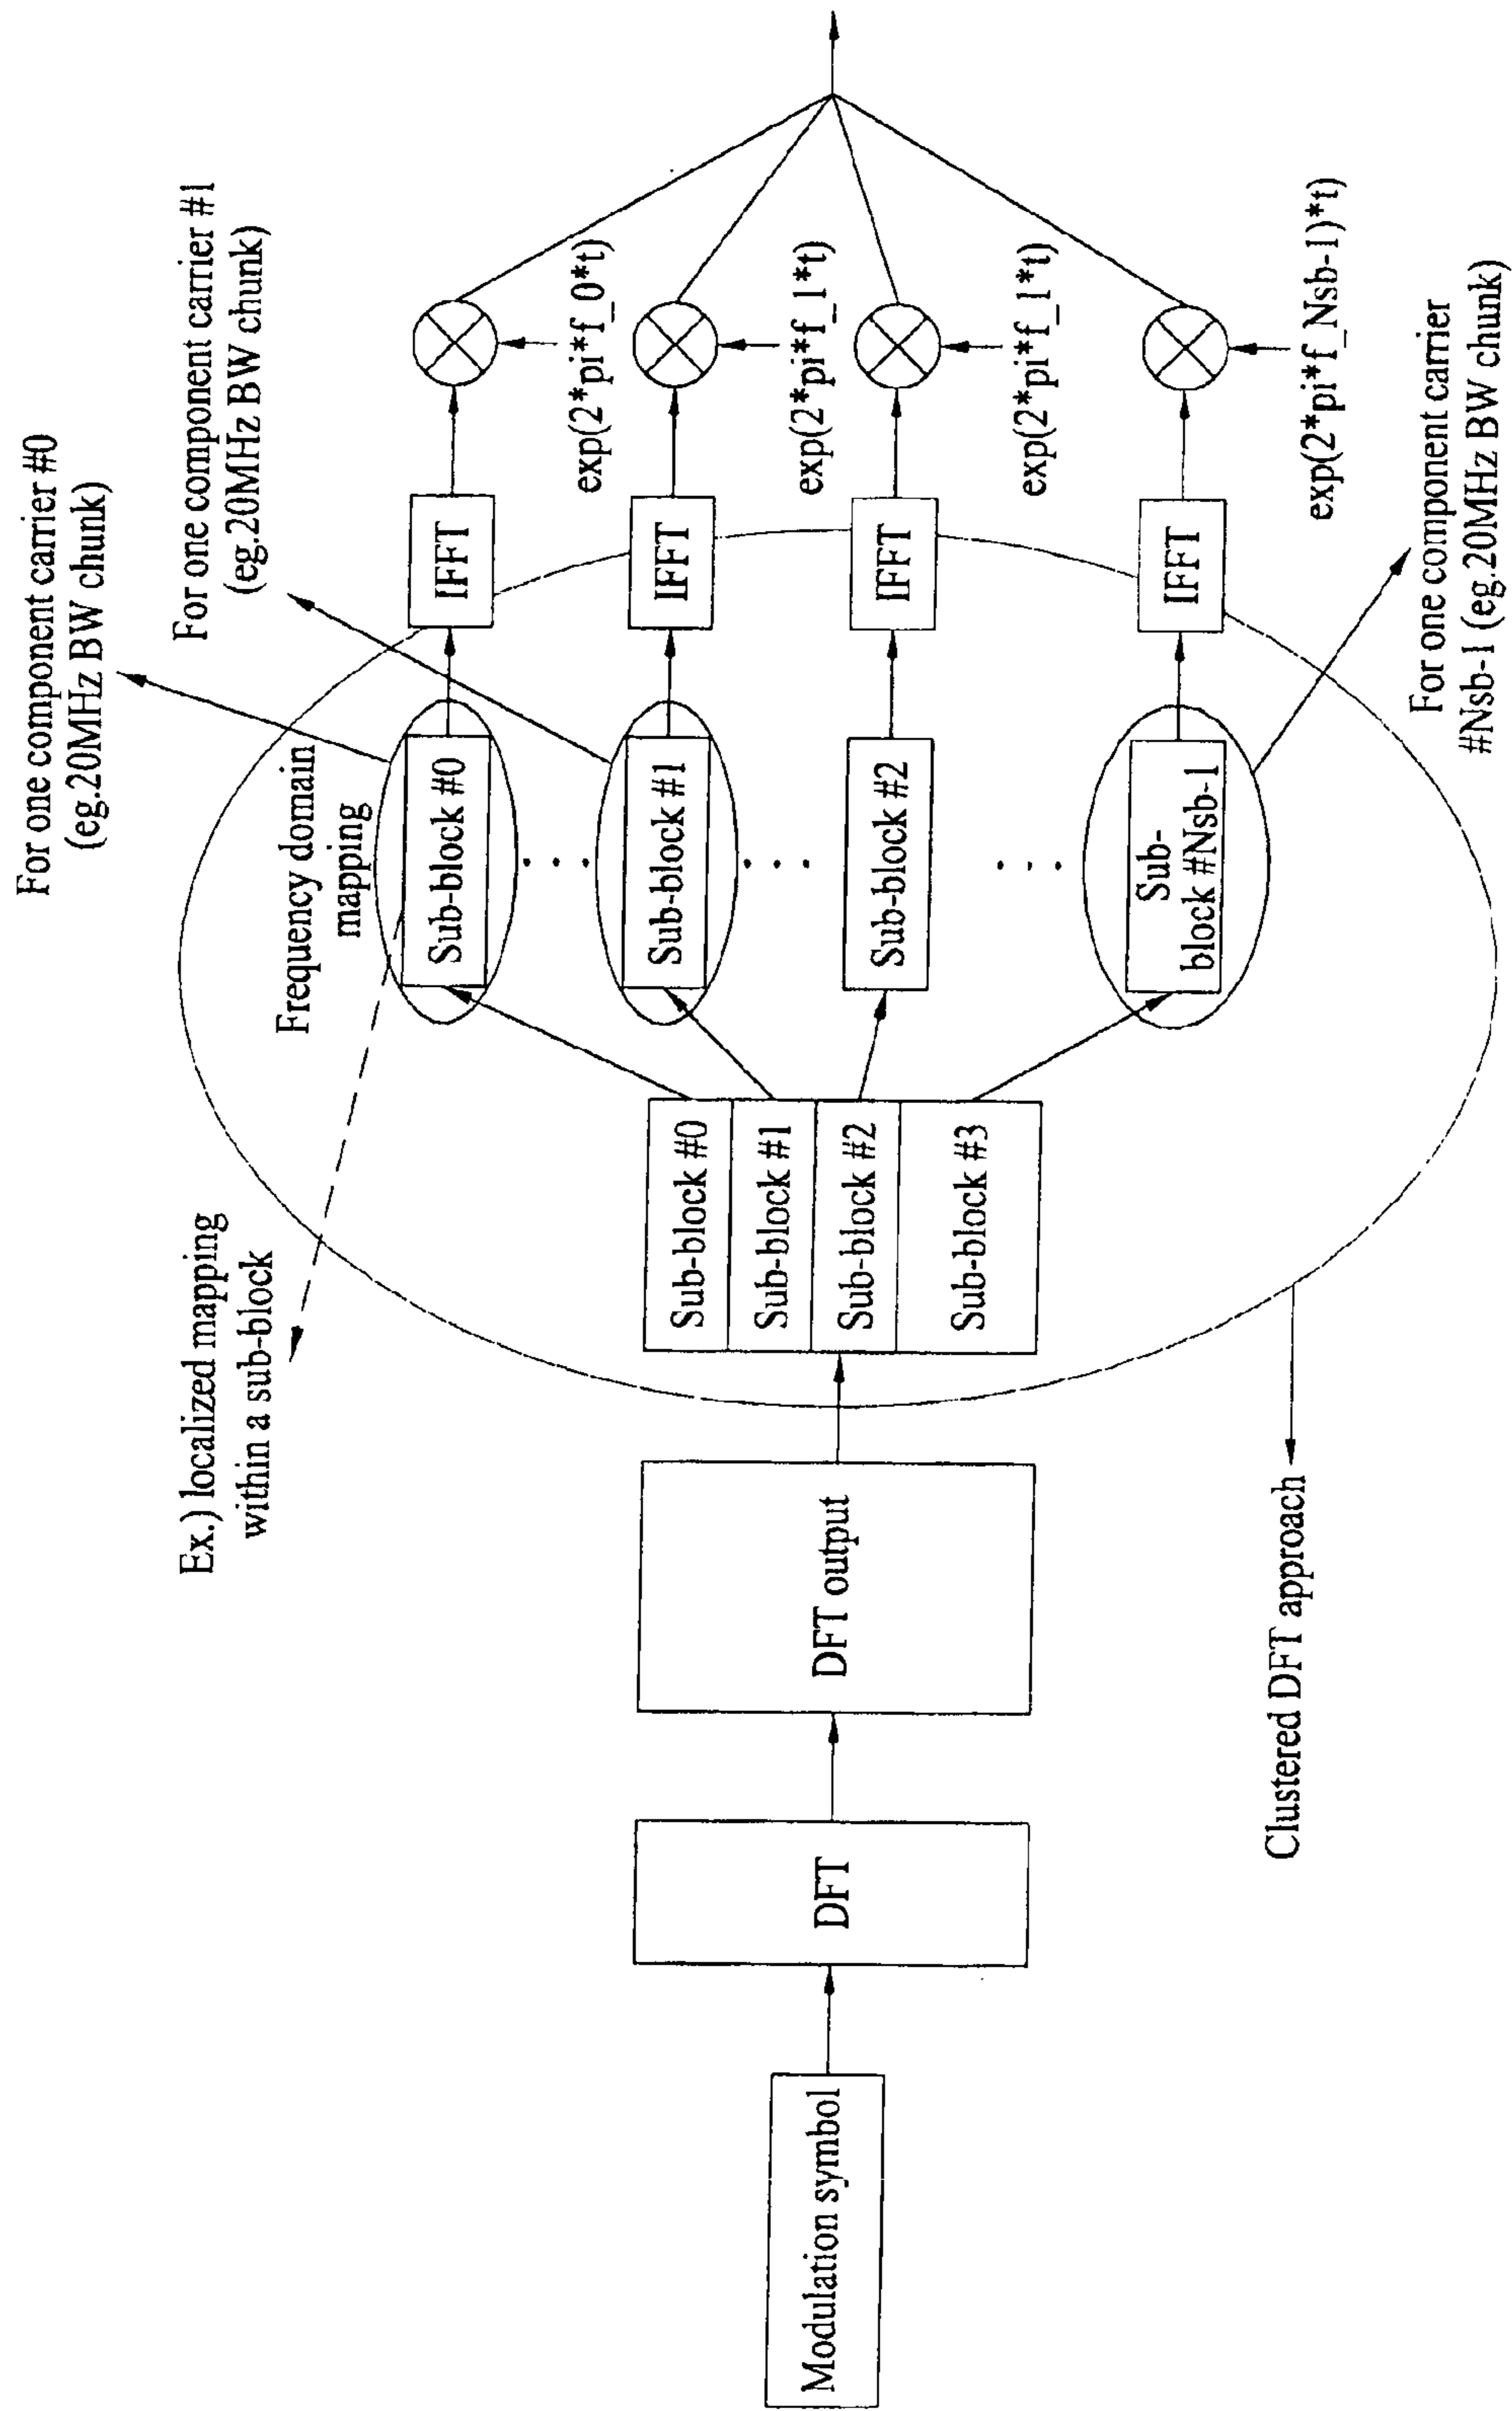 For one component carrier #0
(eg.20MHz BW chunk)
For one component carrier #1
(eg.20MHz BW chunk)
Ex.) localized mapping
within a sub-block
Frequency domain
mapping
Modulation symbol
DFT
DFT output
Sub-block #0
Sub-block #1
Sub-block #2
Sub-block #3
Sub-block #0
IFFT
exp(2*pi*f_0*t)
Sub-block #1
IFFT
exp(2*pi*f_1*t)
Sub-block #2
IFFT
exp(2*pi*f_1*t)
Sub-
block #Nsb-1
IFFT
exp(2*pi*f_Nsb-1)*t)
Clustered DFT approach
For one component carrier
#Nsb-1 (eg.20MHz BW chunk)